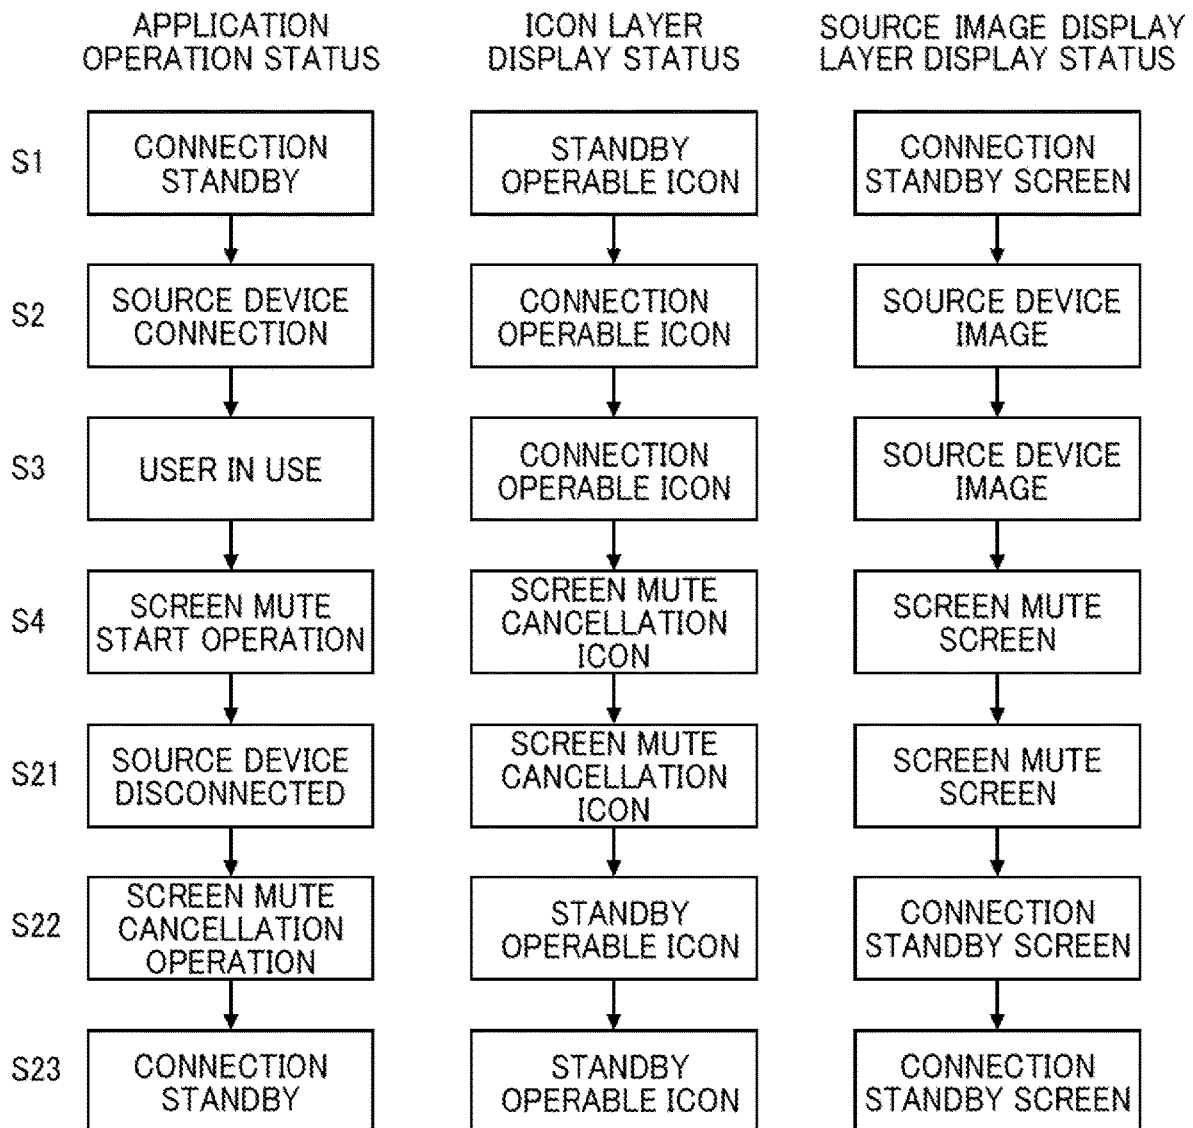 APPLICATION
OPERATION STATUS
ICON LAYER
DISPLAY STATUS
SOURCE IMAGE DISPLAY
LAYER DISPLAY STATUS
S1
CONNECTION
STANDBY
STANDBY
OPERABLE ICON
CONNECTION
STANDBY SCREEN
S2
SOURCE DEVICE
CONNECTION
CONNECTION
OPERABLE ICON
SOURCE DEVICE
IMAGE
S3
USER IN USE
CONNECTION
OPERABLE ICON
SOURCE DEVICE
IMAGE
S4
SCREEN MUTE
START OPERATION
SCREEN MUTE
CANCELLATION
ICON
SCREEN MUTE
SCREEN
S21
SOURCE DEVICE
DISCONNECTED
SCREEN MUTE
CANCELLATION
ICON
SCREEN MUTE
SCREEN
S22
SCREEN MUTE
CANCELLATION
OPERATION
STANDBY
OPERABLE ICON
CONNECTION
STANDBY SCREEN
S23
CONNECTION
STANDBY
STANDBY
OPERABLE ICON
CONNECTION
STANDBY SCREEN